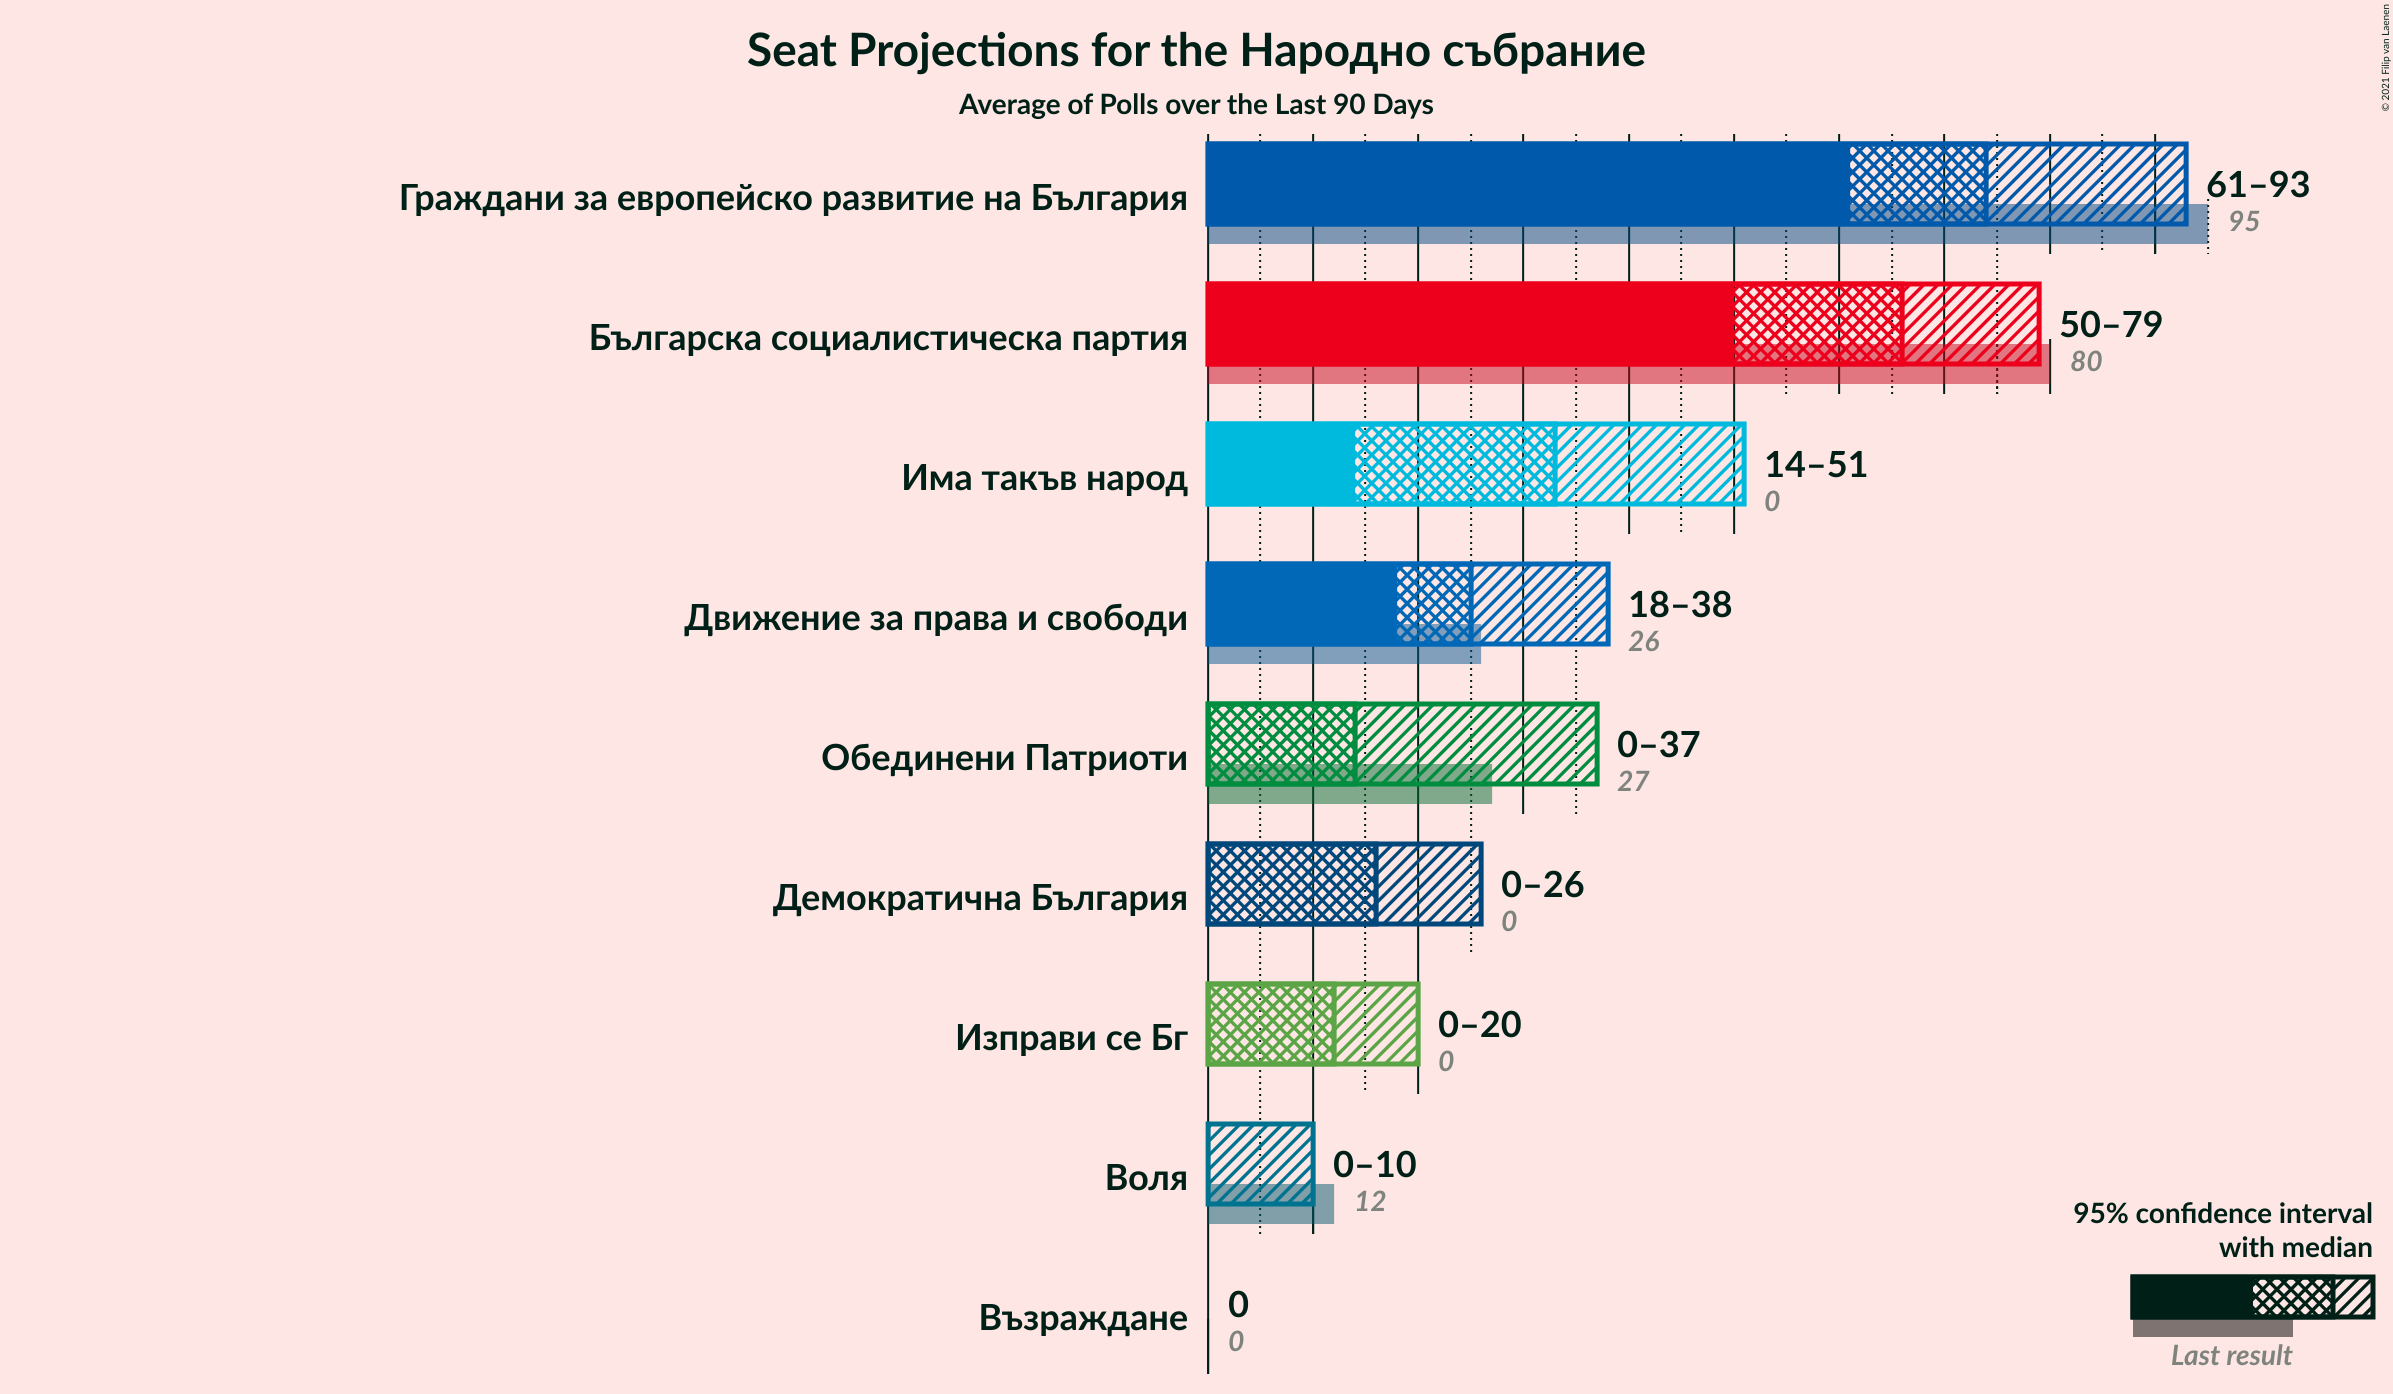 Seat Projections for the Народно събрание
Average of Polls over the Last 90 Days
© 2021 Filip van Laenen
Граждани за европейско развитие на България
61–93
95
Българска социалистическа партия
50–79
80
Има такъв народ
14–51
0
Движение за права и свободи
18–38
26
Обединени Патриоти
0–37
27
Демократична България
0–26
0
Изправи се Бг
0–20
0
Воля
0–10
12
Възраждане
0
0
95% confidence interval
with median
Last result